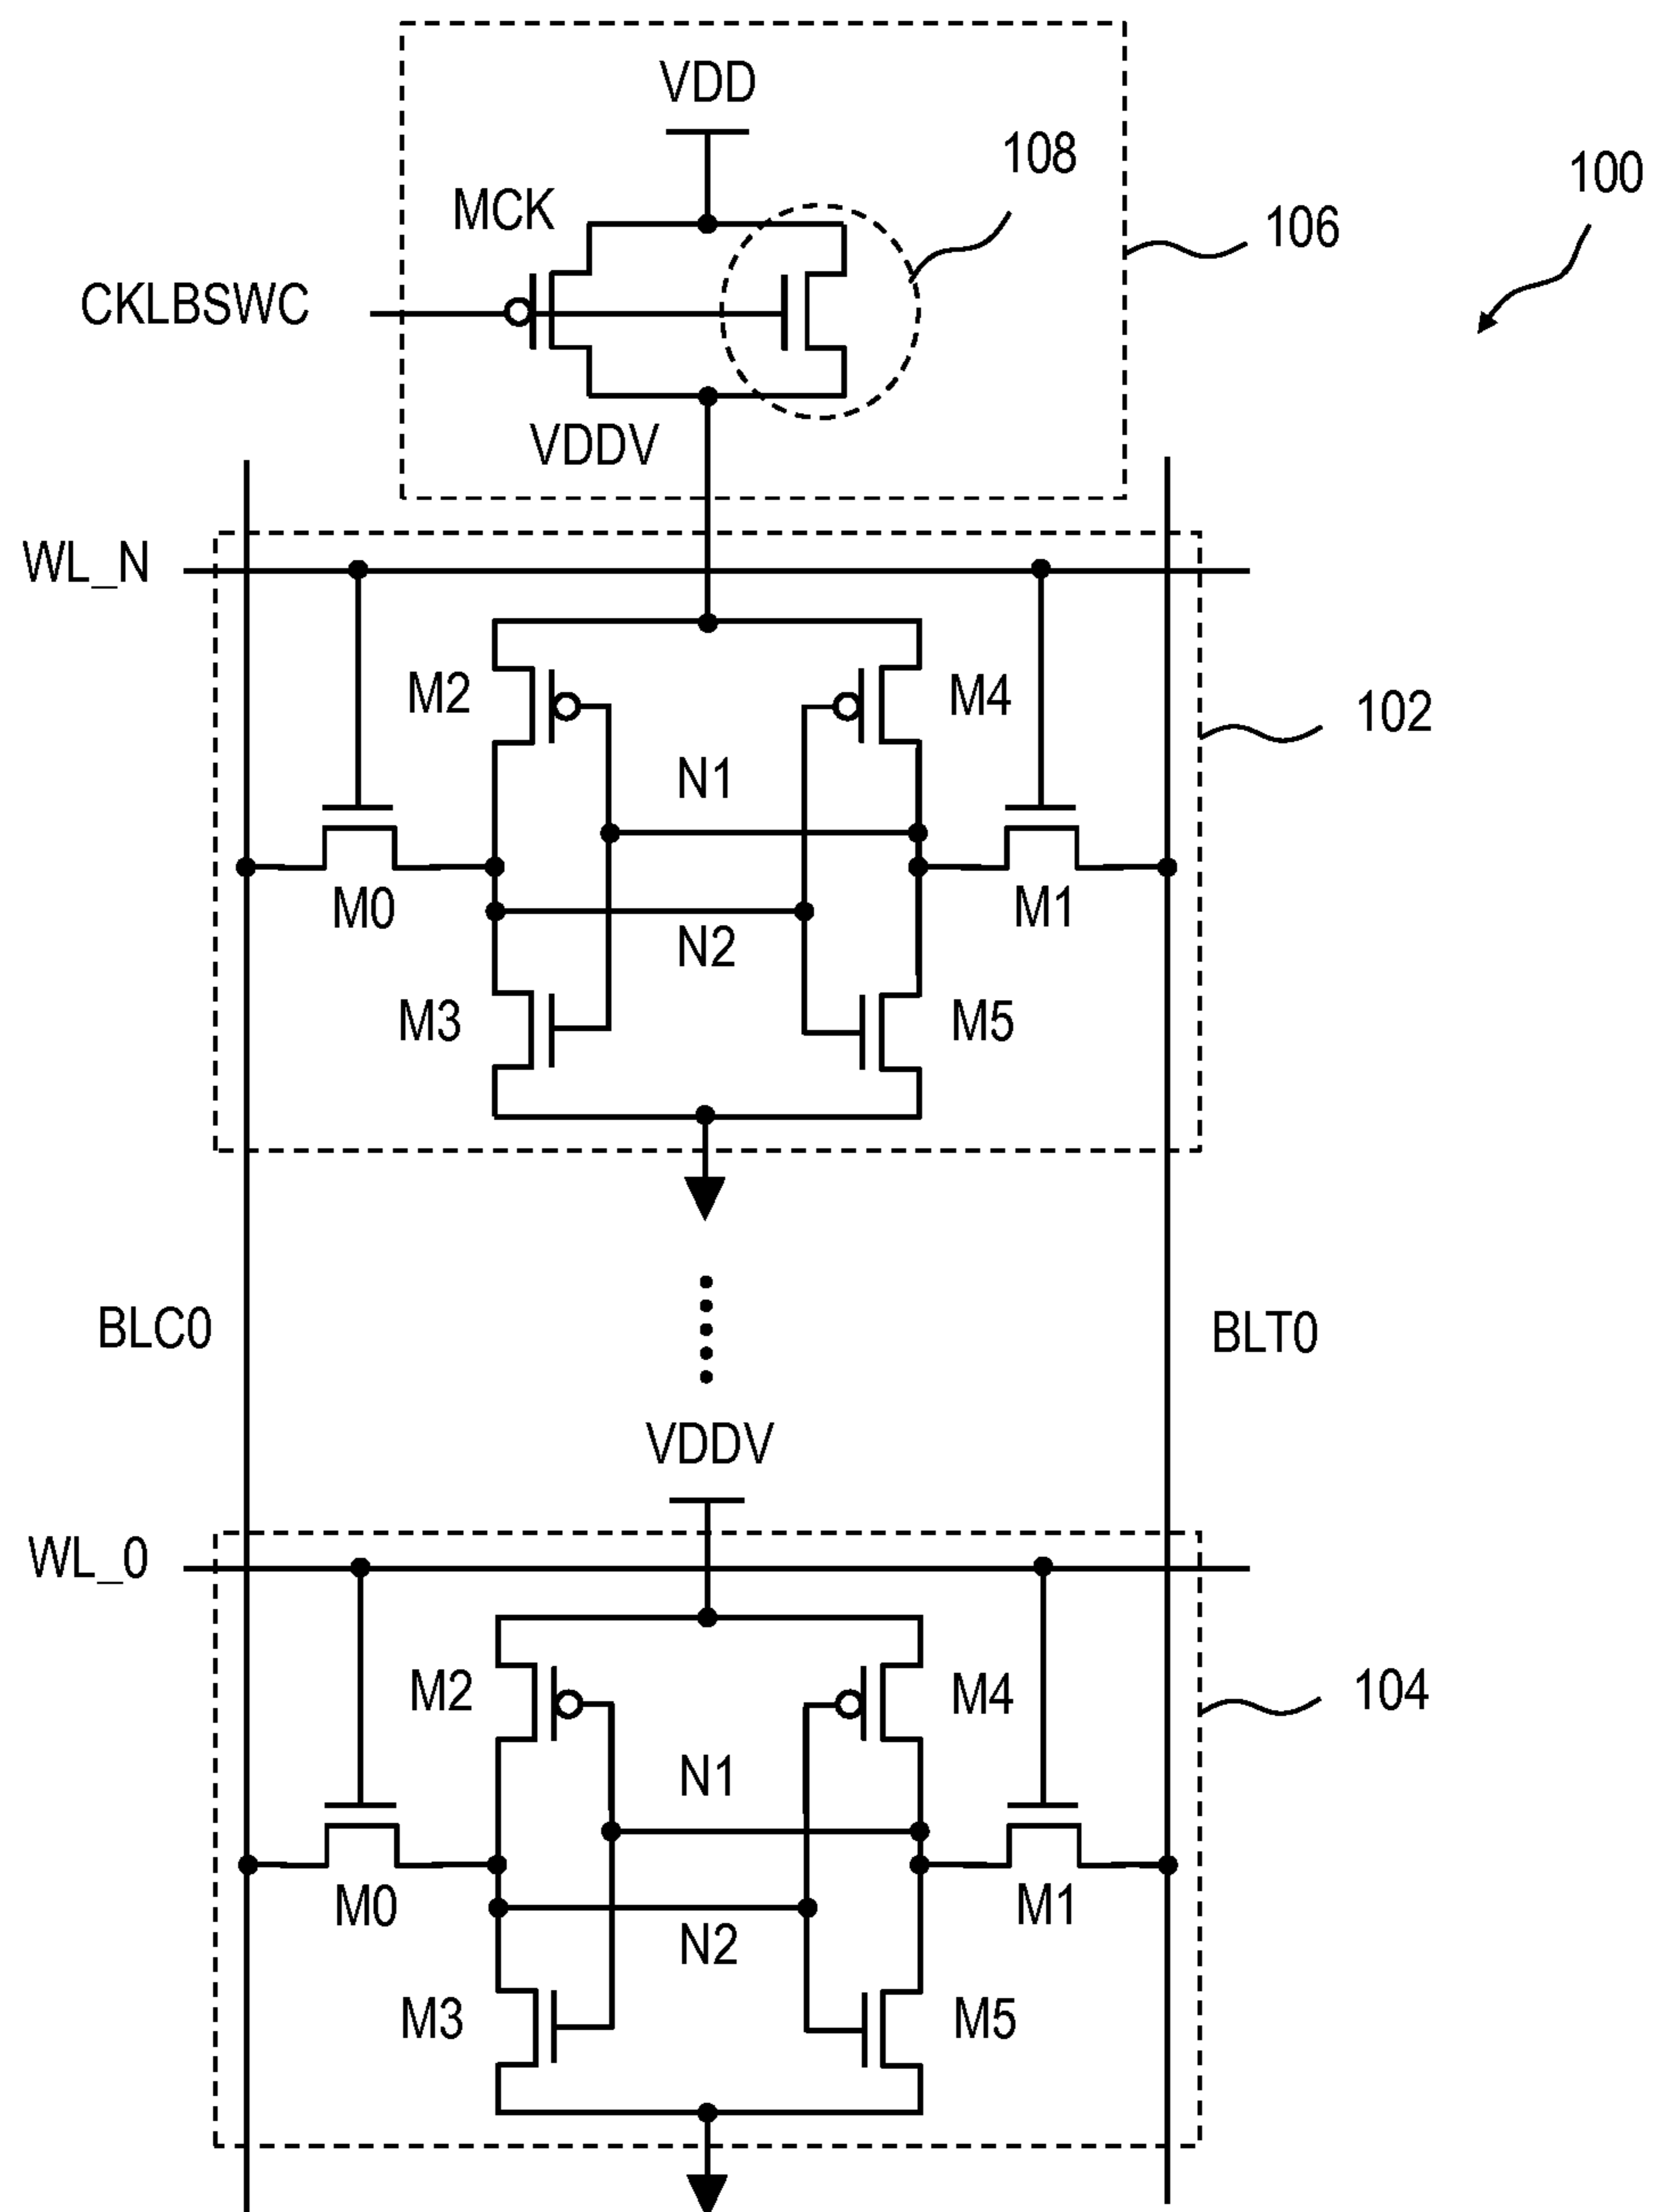 VDD
108
100
MCK
106
CKLBSWC
VDDV
WL_N
M2
M4
102
N1
M0
M1
N2
M3
M5
BLC0
BLT0
VDDV
WL_0
M2
M4
104
N1
M0
M1
N2
M3
M5